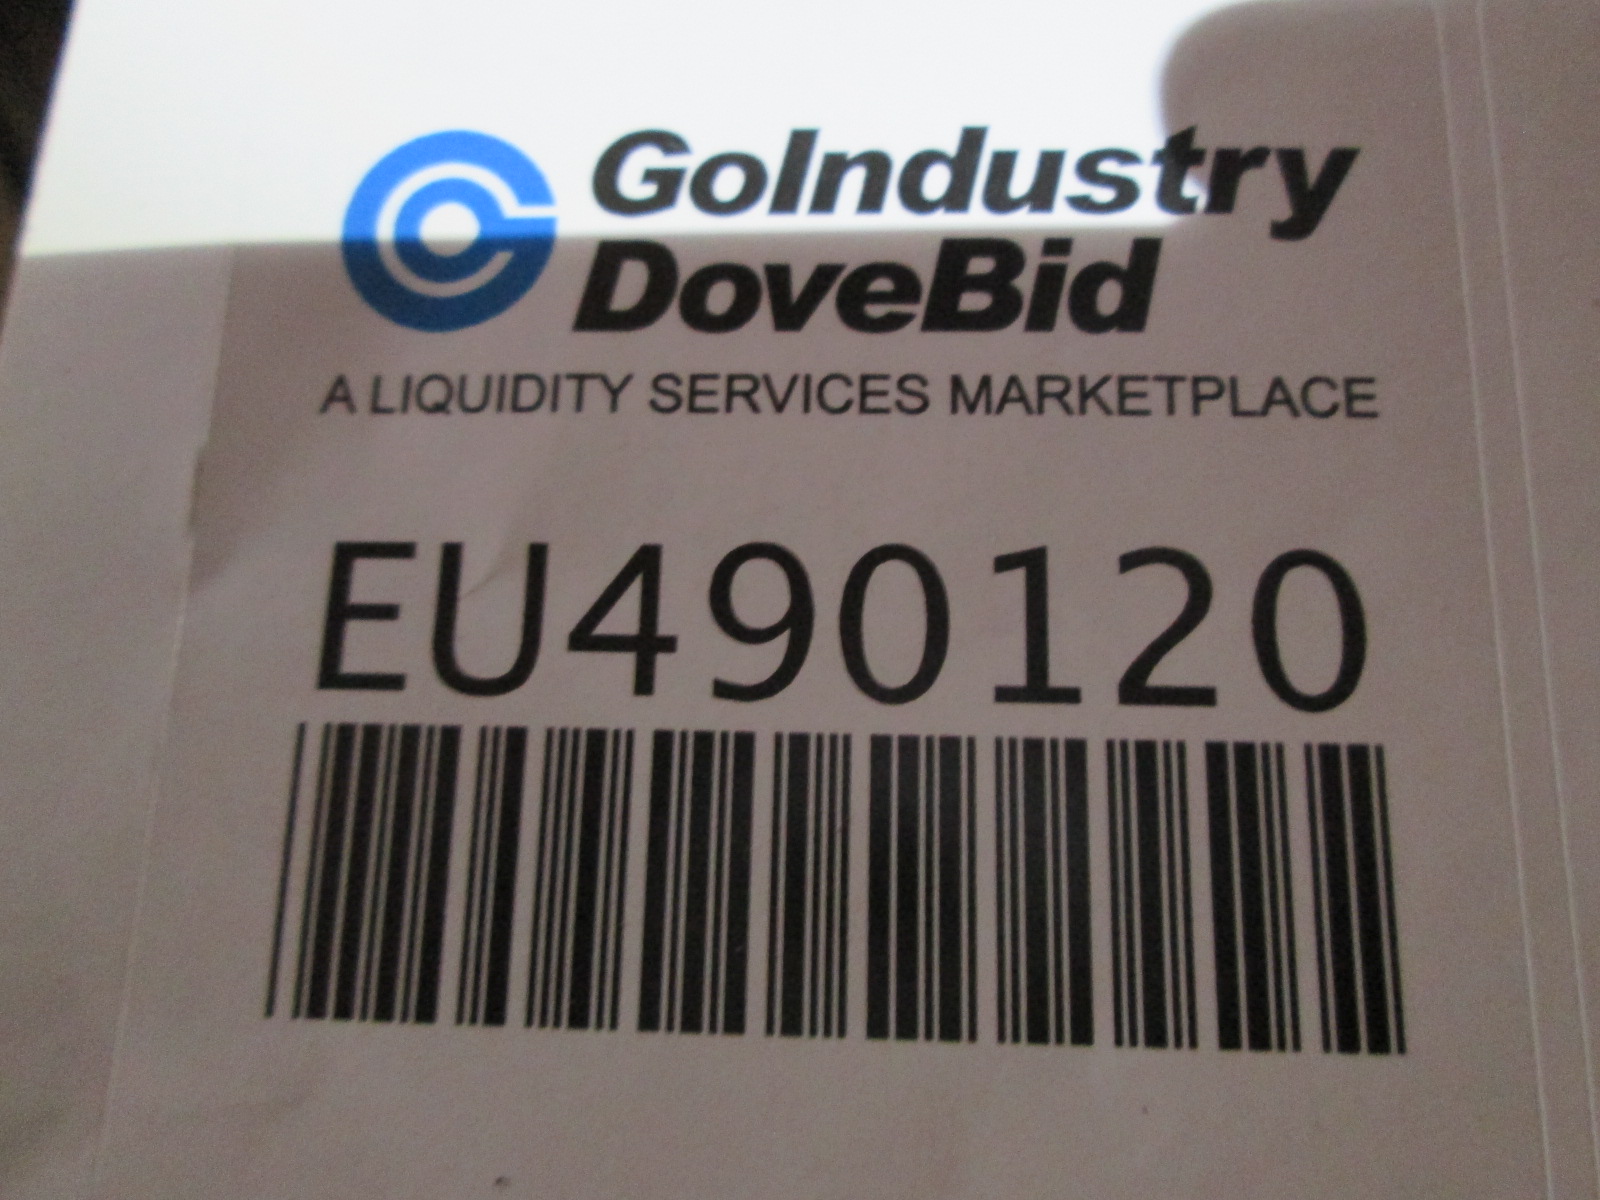 GoIndustry
DoveBid
A LIQUIDITY SERVICES MARKETPLACE
EU490120